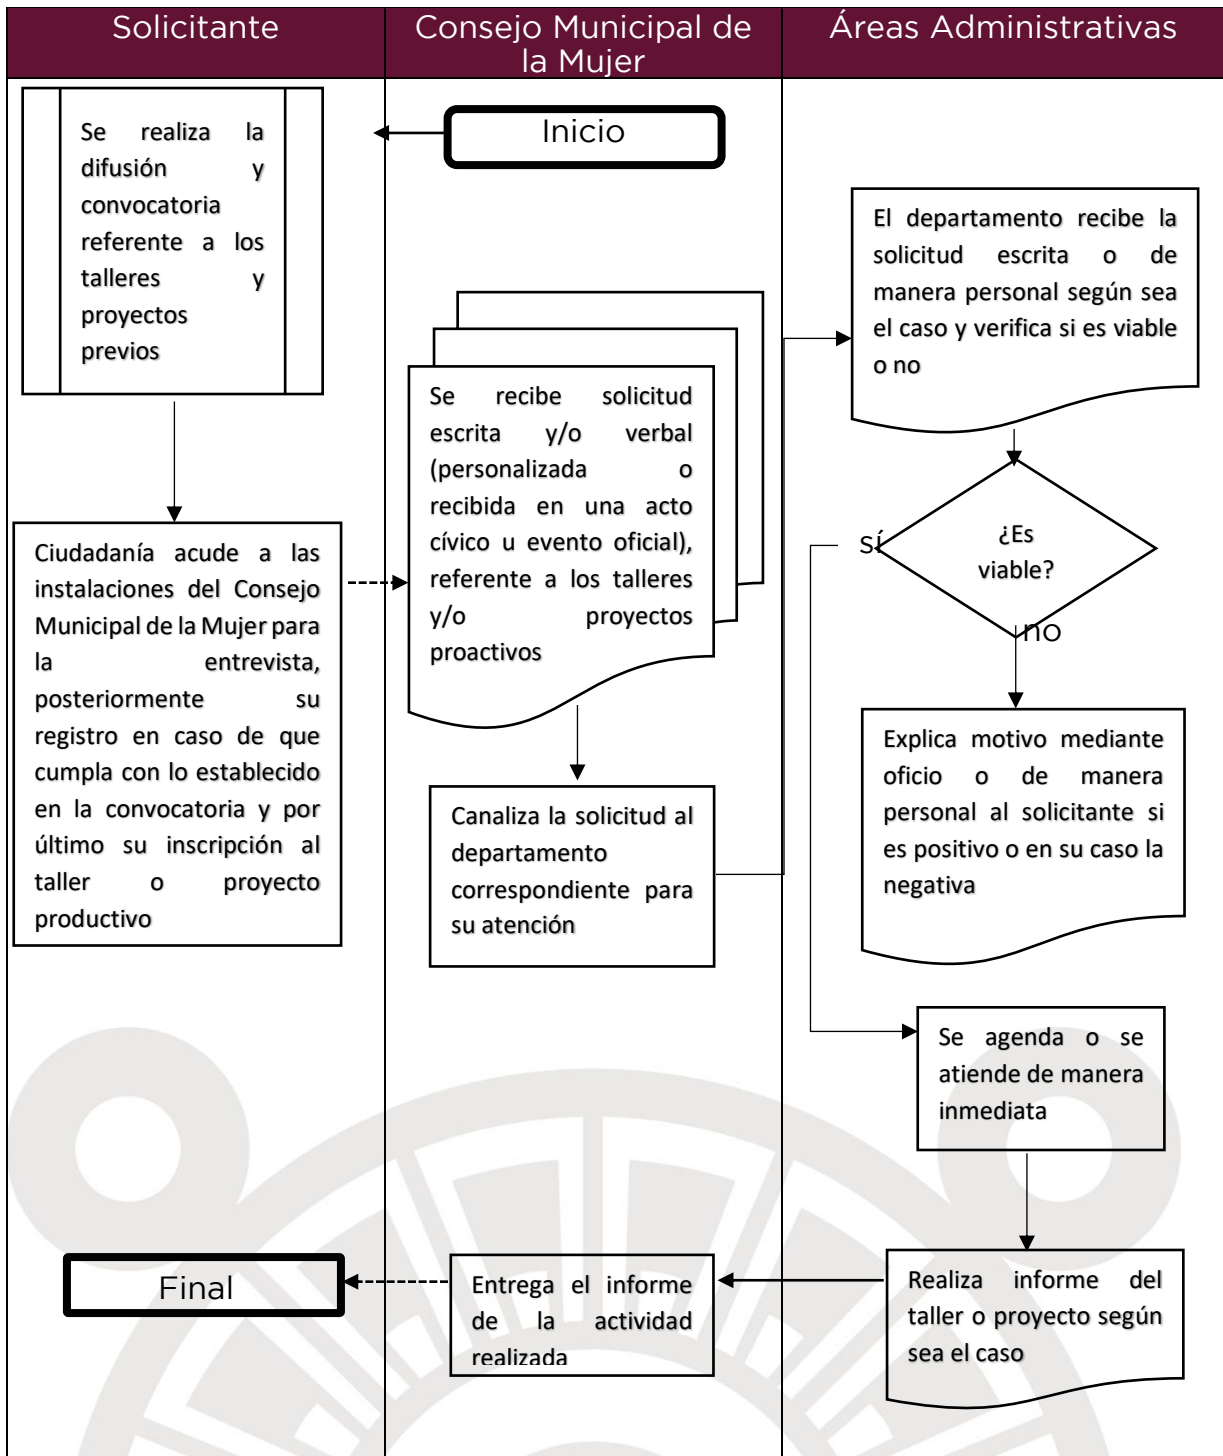 Solicitante
Consejo Municipal de
la Mujer
Áreas Administrativas
Se realiza la
difusión y
convocatoria
referente a los
talleres y
proyectos
previos
Ciudadanía acude a las
instalaciones del Consejo
Municipal de la Mujer para
la entrevista,
posteriormente su
registro en caso de que
cumpla con lo establecido
en la convocatoria y por
último su inscripción al
taller o proyecto
productivo
Final
Inicio
Se recibe solicitud
escrita y/o verbal
(personalizada o
recibida en una acto
cívico u evento oficial),
referente a los talleres
y/o proyectos
proactivos
Canaliza la solicitud al
departamento
correspondiente para
su atención
Entrega el informe
de la actividad
realizada
El departamento recibe la
solicitud escrita o de
manera personal según sea
el caso y verifica si es viable
o no
¿Es
viable?
sí
no
Explica motivo mediante
oficio o de manera
personal al solicitante si
es positivo o en su caso la
negativa
Se agenda o se
atiende de manera
inmediata
Realiza informe del
taller o proyecto según
sea el caso